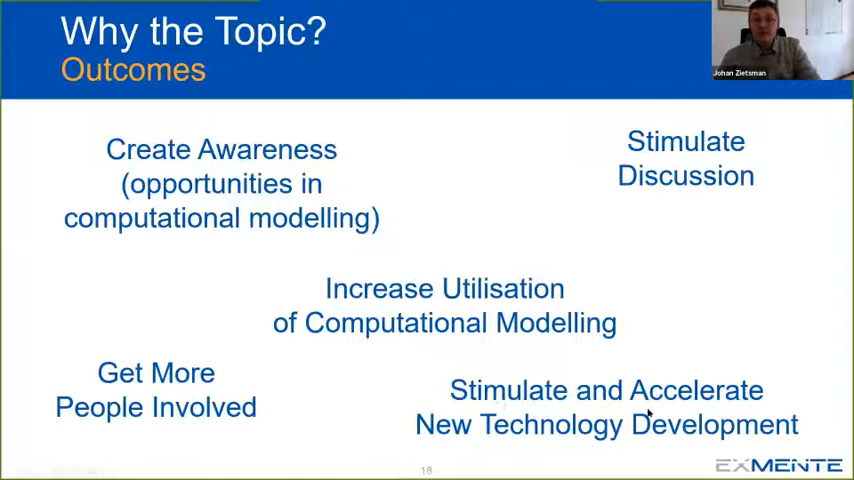 Why the Topic?
Outcomes
Johan Zietsman
Create Awareness
(opportunities in
computational modelling)
Stimulate
Discussion
Increase Utilisation
of Computational Modelling
Get More
People Involved
Stimulate and Accelerate
New Technology Development
18
EXMENTE